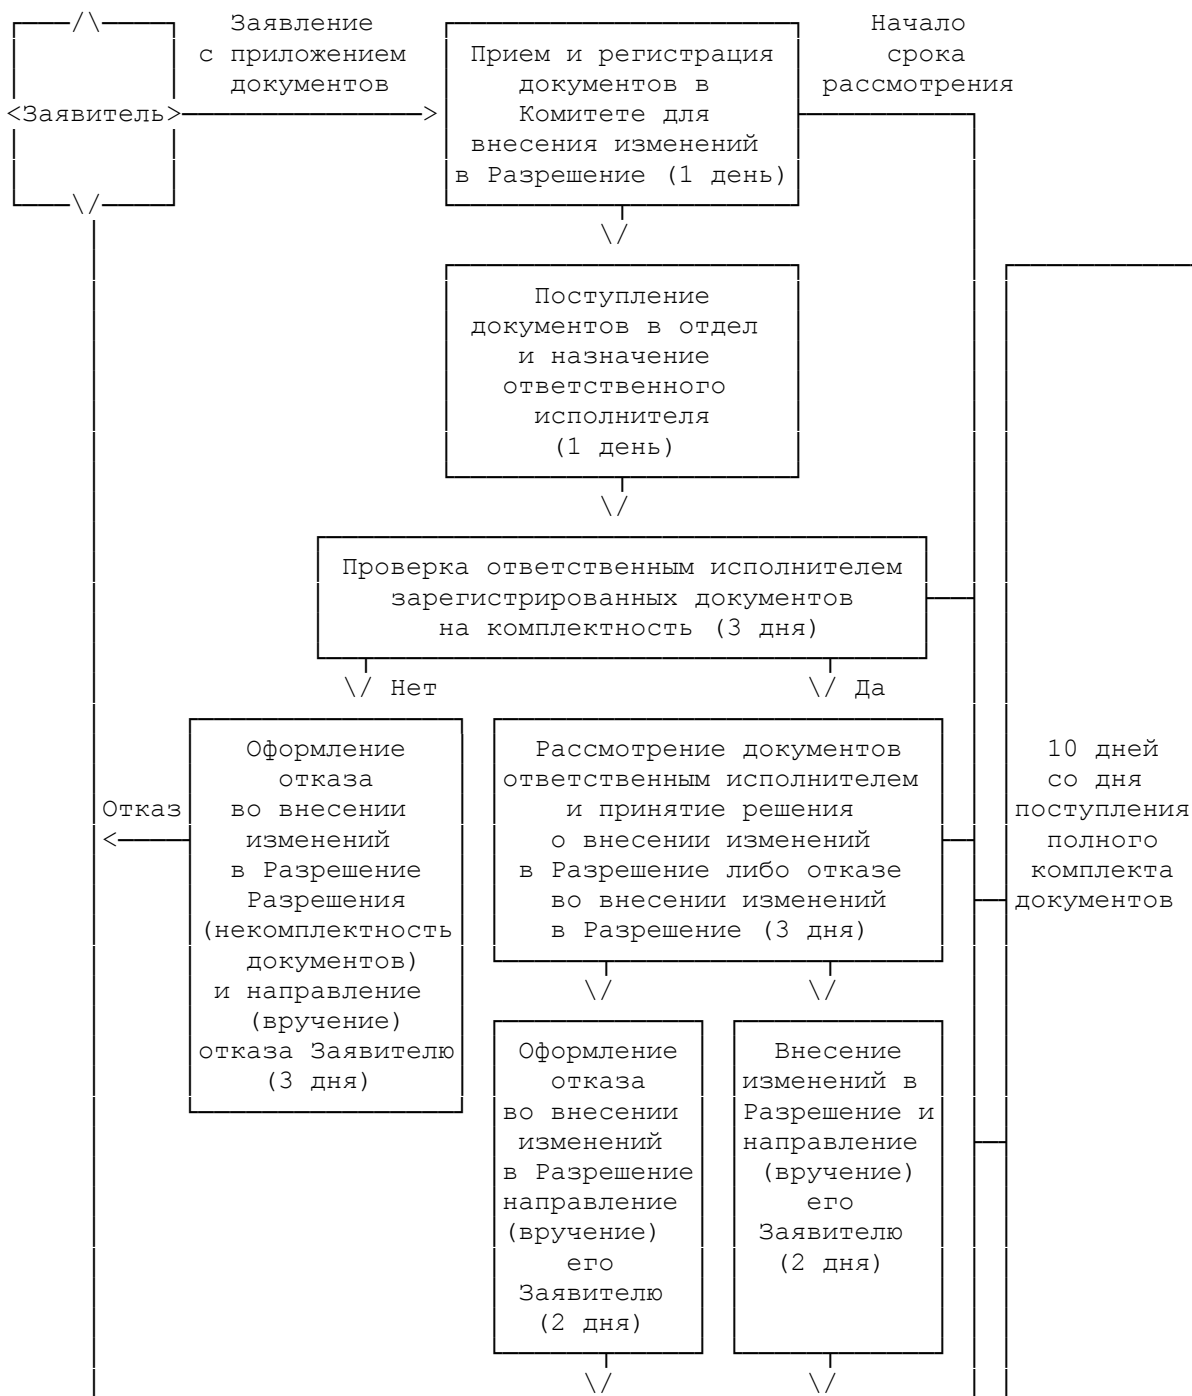 Заявление
с приложением
документов
<Заявитель>
Прием и регистрация
документов в
Комитете для
внесения изменений
в Разрешение (1 день)
Начало
срока
рассмотрения
Поступление
документов в отдел
и назначение
ответственного
исполнителя
(1 день)
Проверка ответственным исполнителем
зарегистрированных документов
на комплектность (3 дня)
Нет
Да
Отказ
Оформление
отказа
во внесении
изменений
в Разрешение
Разрешения
(некомплектность
документов)
и направление
(вручение)
отказа Заявителю
(3 дня)
Рассмотрение документов
ответственным исполнителем
и принятие решения
о внесении изменений
в Разрешение либо отказе
во внесении изменений
в Разрешение (3 дня)
10 дней
со дня
поступления
полного
комплекта
документов
Оформление
отказа
во внесении
изменений
в Разрешение
направление
(вручение)
его
Заявителю
(2 дня)
Внесение
изменений в
Разрешение и
направление
(вручение)
его
Заявителю
(2 дня)